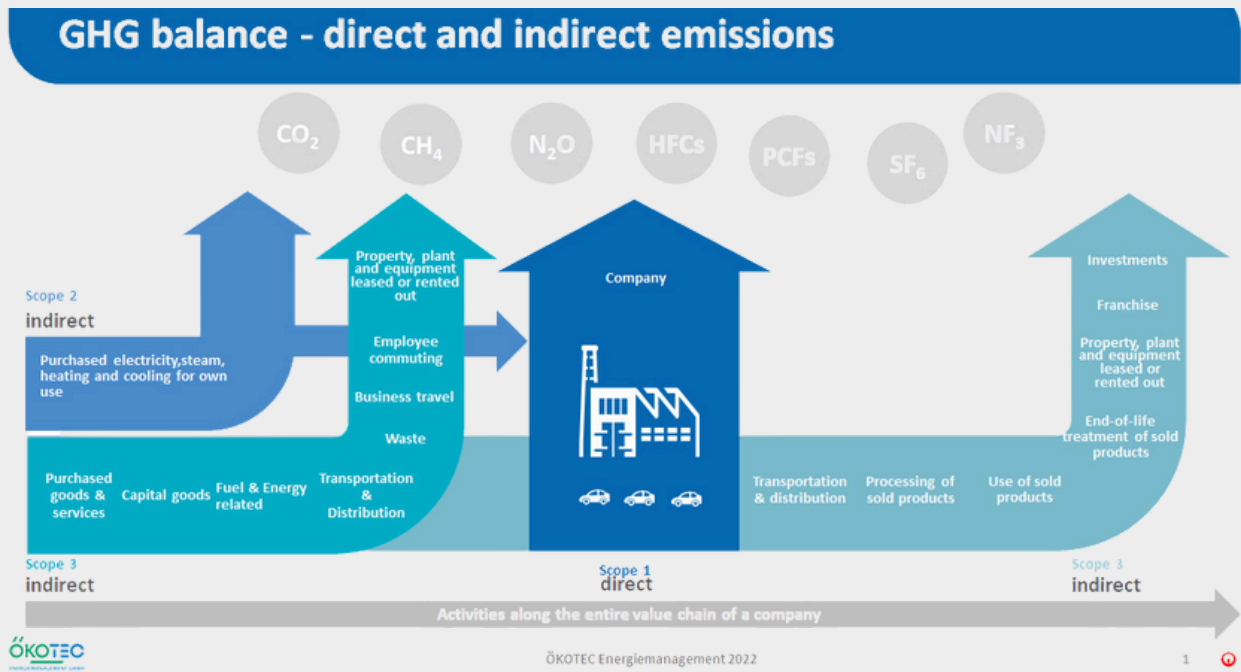 GHG balance - direct and indirect emissions
CO2
CH4
N2O
HFCs
PCFs
SF6
NF3
Scope 2
indirect
Purchased electricity,steam,
heating and cooling for own
use
Property, plant
and equipment
leased or rented
out
Employee
commuting
Business travel
Waste
Purchased
goods &
services
Capital goods
Fuel & Energy
related
Transportation
&
Distribution
Company
Transportation
& distribution
Processing of
sold products
Use of sold
products
Investments
Franchise
Property, plant
and equipment
leased or
rented out
End-of-life
treatment of sold
products
Scope 3
indirect
Scope 1
direct
Scope 3
indirect
Activities along the entire value chain of a company
ÖKOTEC
ÖKOTEC Energiemanagement 2022
1